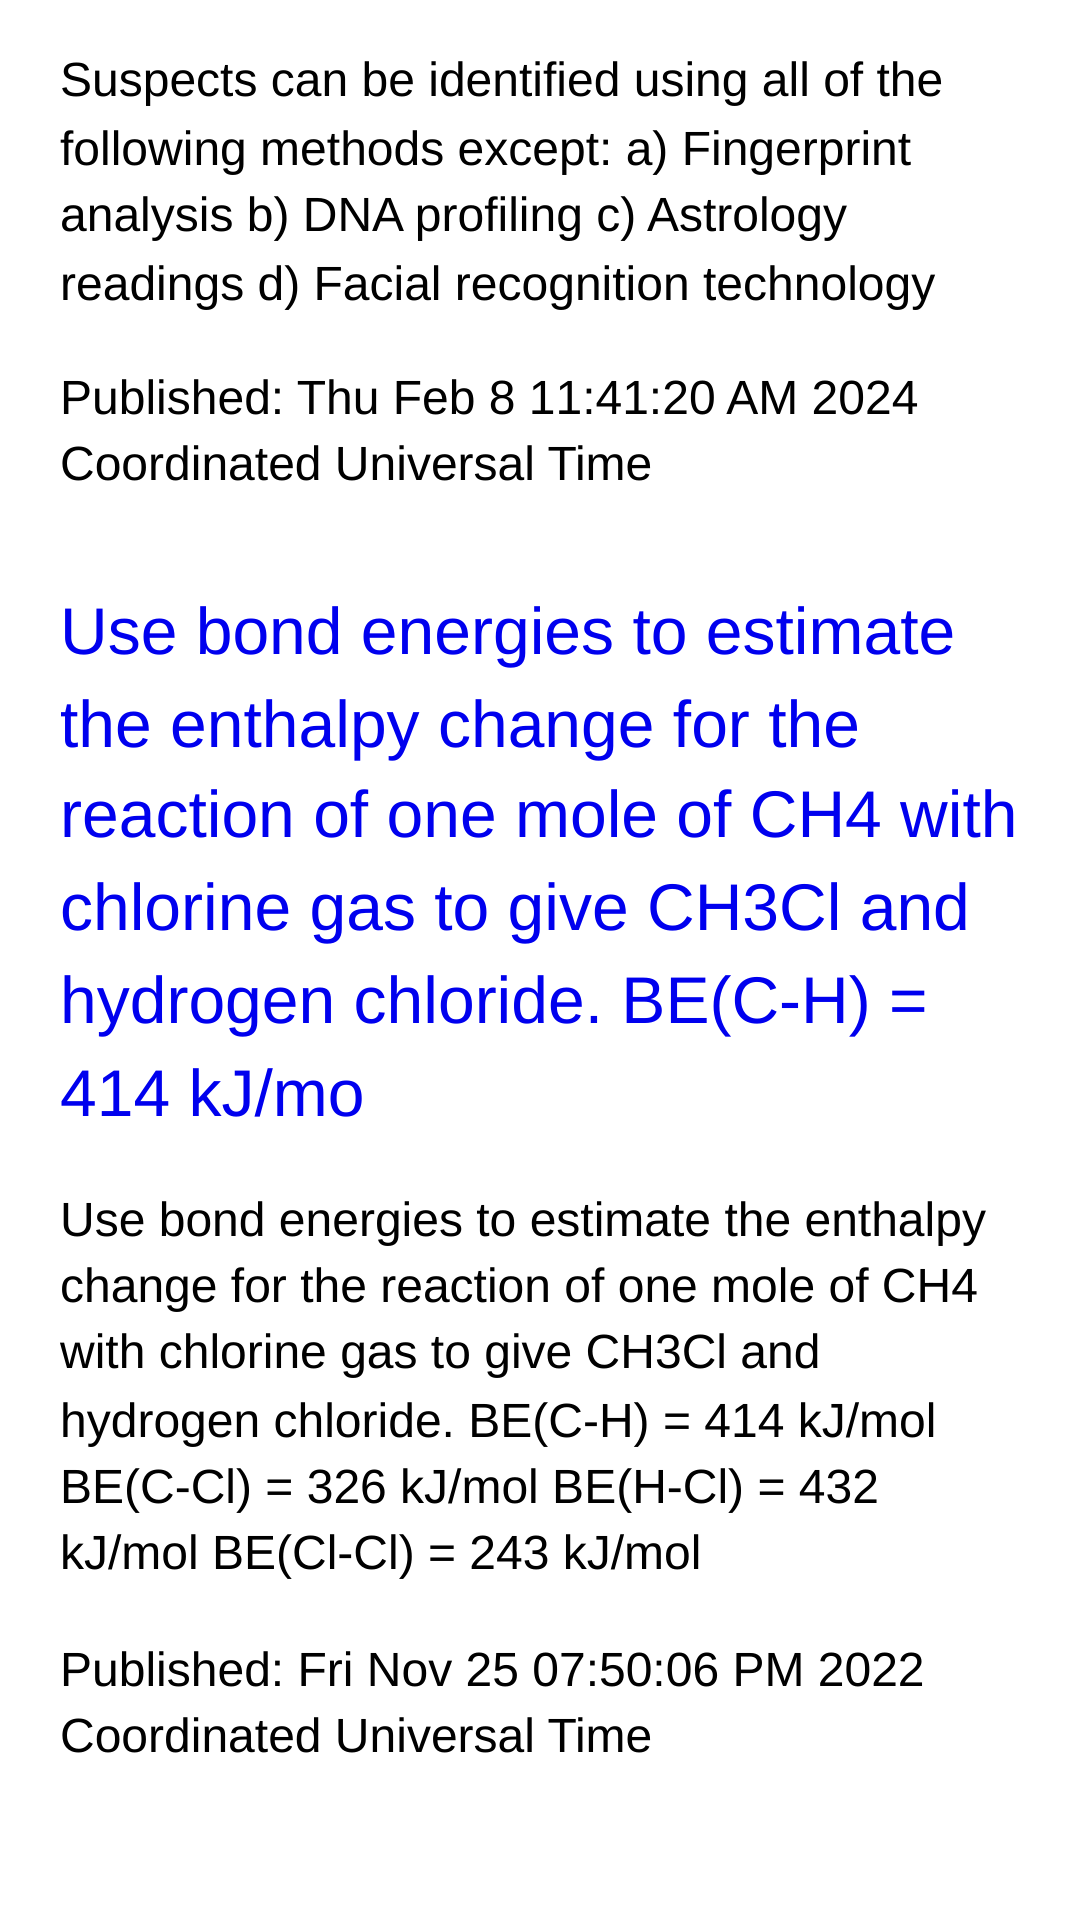 Suspects can be identified using all of the
following methods except: a) Fingerprint
analysis b) DNA profiling c) Astrology
readings d) Facial recognition technology
Published: Thu Feb 8 11:41:20 AM 2024
Coordinated Universal Time
Use bond energies to estimate
the enthalpy change for the
reaction of one mole of CH4 with
chlorine gas to give CH3Cl and
hydrogen chloride. BE(C-H) =
414 kJ/mo
Use bond energies to estimate the enthalpy
change for the reaction of one mole of CH4
with chlorine gas to give CH3Cl and
hydrogen chloride. BE(C-H) = 414 kJ/mol
BE(C-Cl) = 326 kJ/mol BE(H-Cl) = 432
kJ/mol BE(Cl-Cl) = 243 kJ/mol
Published: Fri Nov 25 07:50:06 PM 2022
Coordinated Universal Time